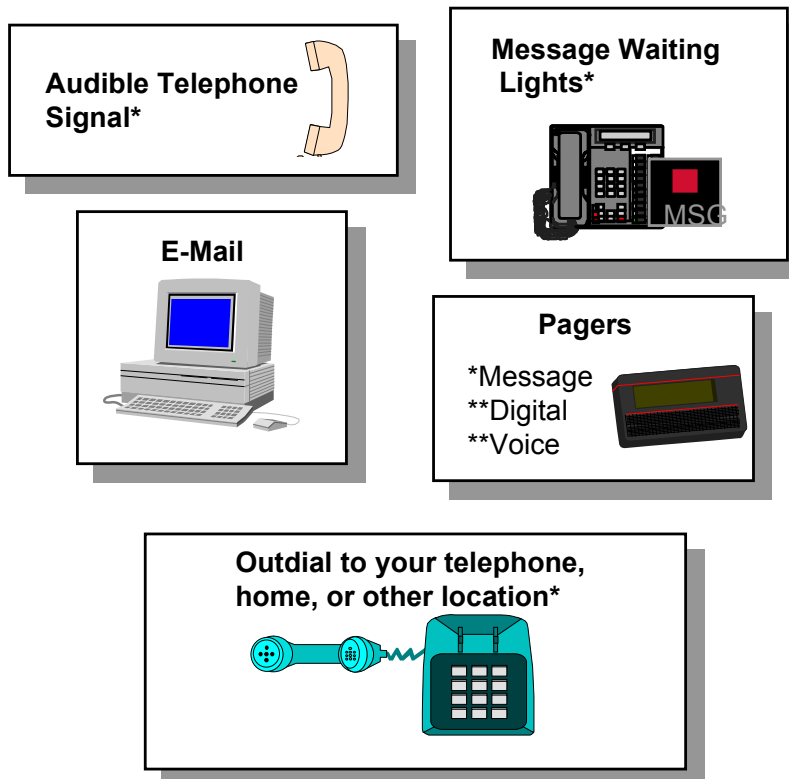 Audible Telephone
Signal*
Message Waiting
Lights*
MSG
E-Mail
Pagers
*Message
**Digital
**Voice
Outdial to your telephone,
home, or other location*